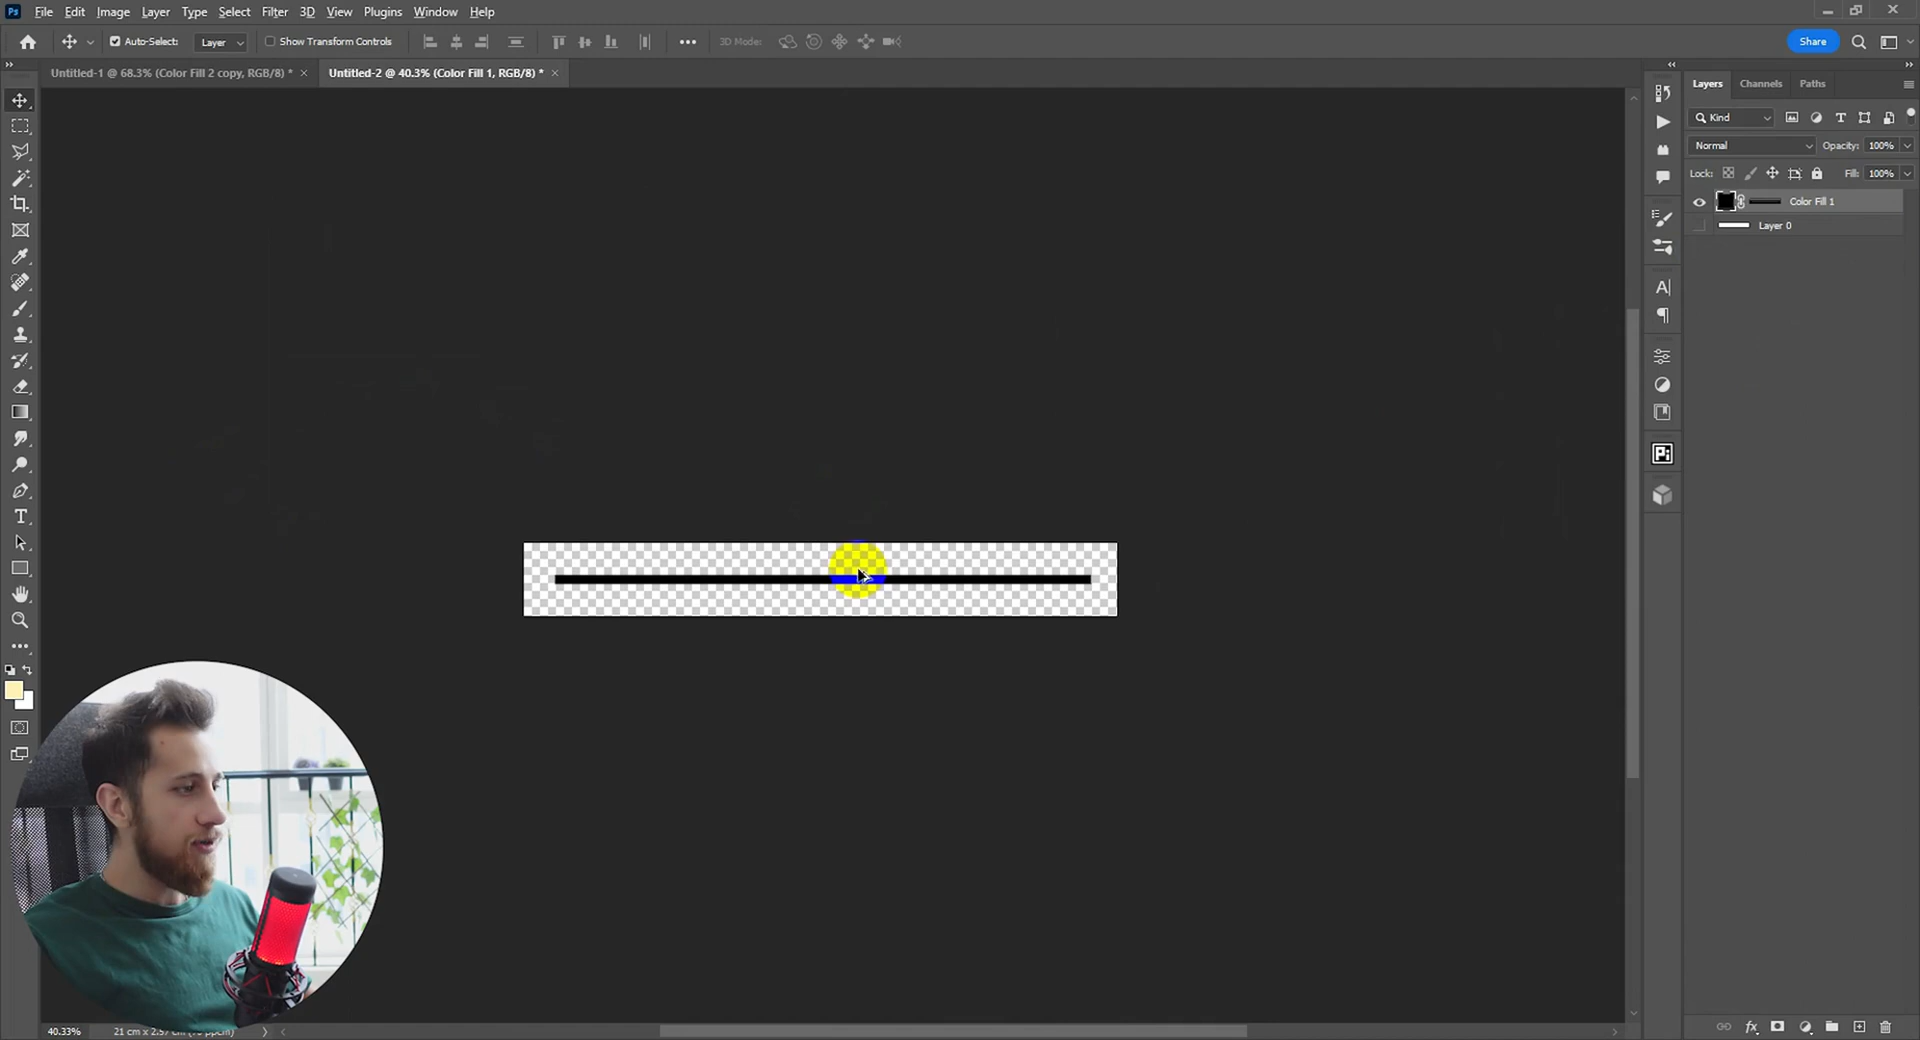 Ps File Edit Image Layer Type Select Filter 3D View Plugins Window Help
Auto-Select: Layer Show Transform Controls 3D Mode: Share
Untitled-1 @ 68.3% (Color Fill 2 copy, RGB/8) * Untitled-2 @ 40.3% (Color Fill 1, RGB/8) *
Layers Channels Paths
Kind
Normal Opacity: 100%
Lock: Fill: 100%
Color Fill 1
Layer 0
Pi
40.33% 21 cm x 2.57 cm